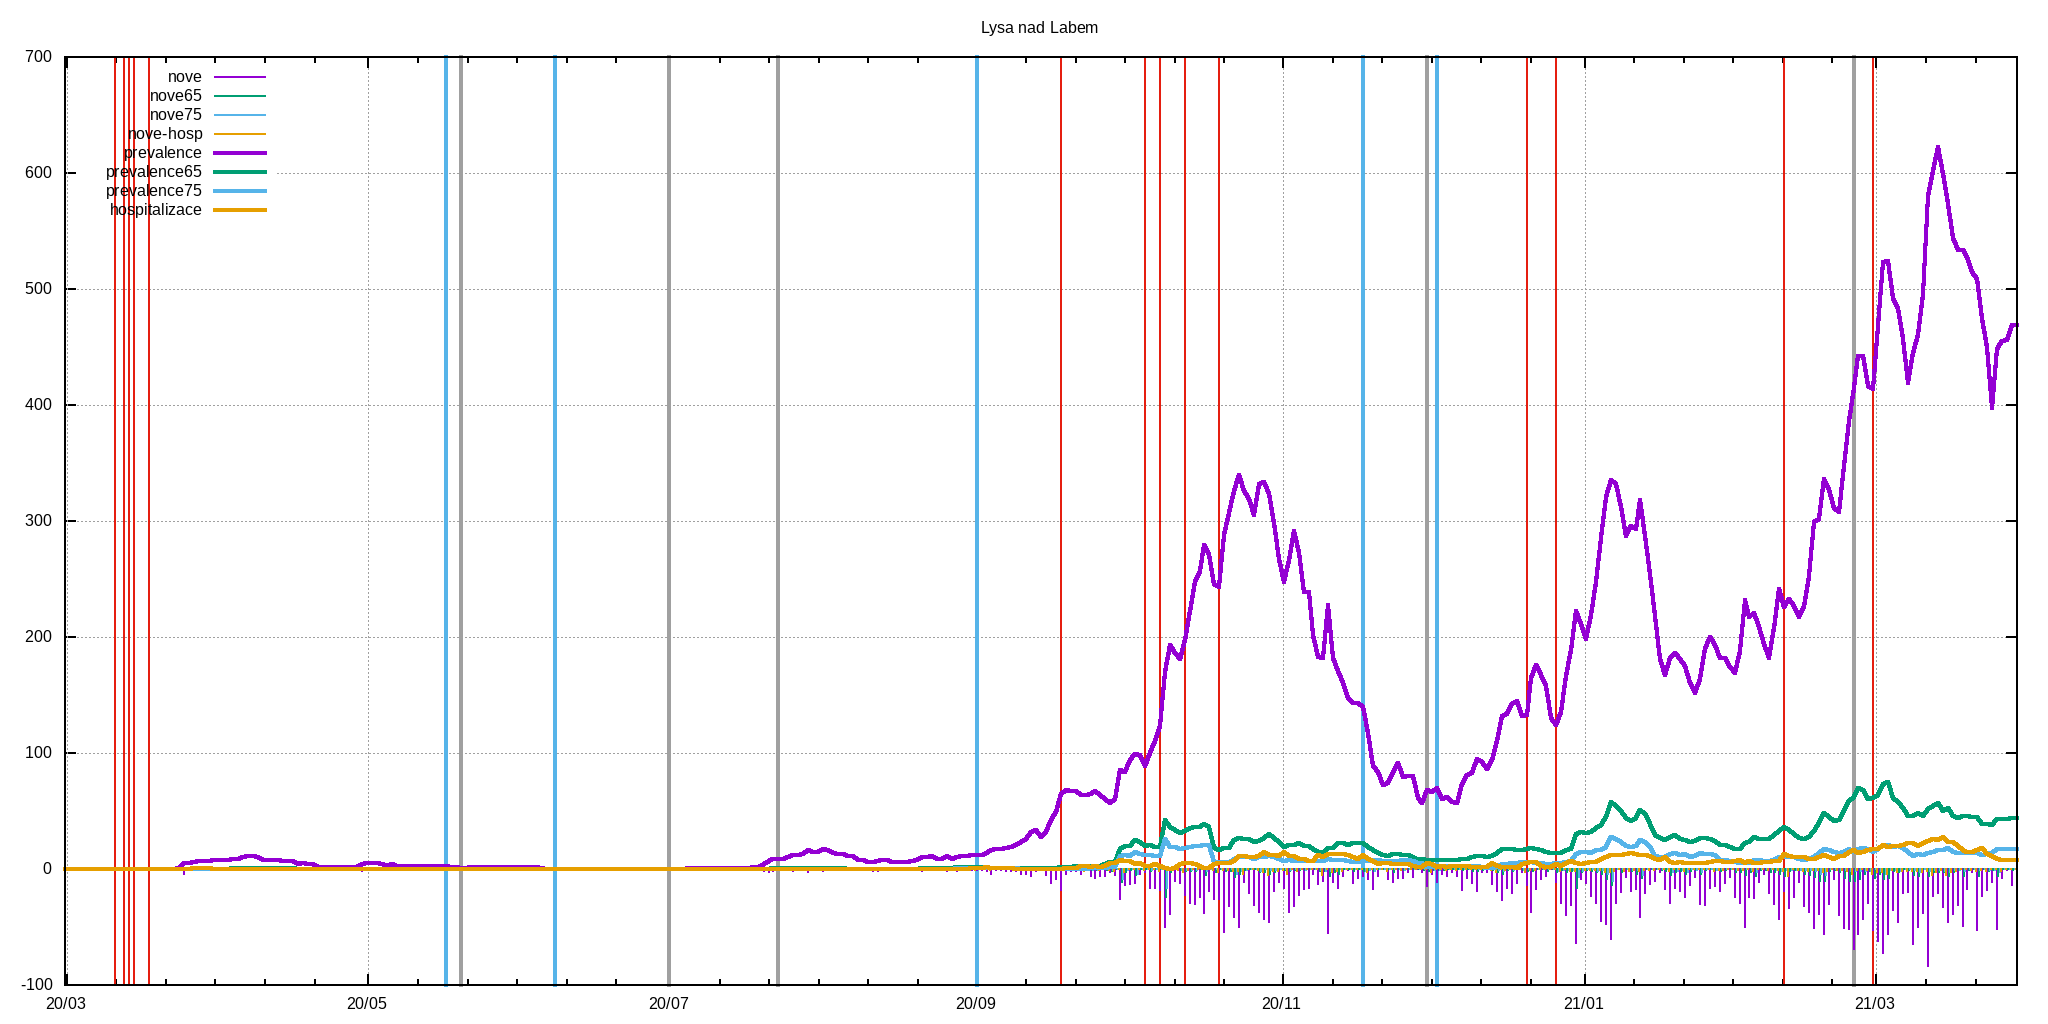 Lysa nad Labem
700
600
500
400
300
200
100
0
-100
nove
nove65
nove75
nove-hosp
prevalence
prevalence65
prevalence75
hospitalizace
20/03 20/05 20/07 20/09 20/11 21/01 21/03